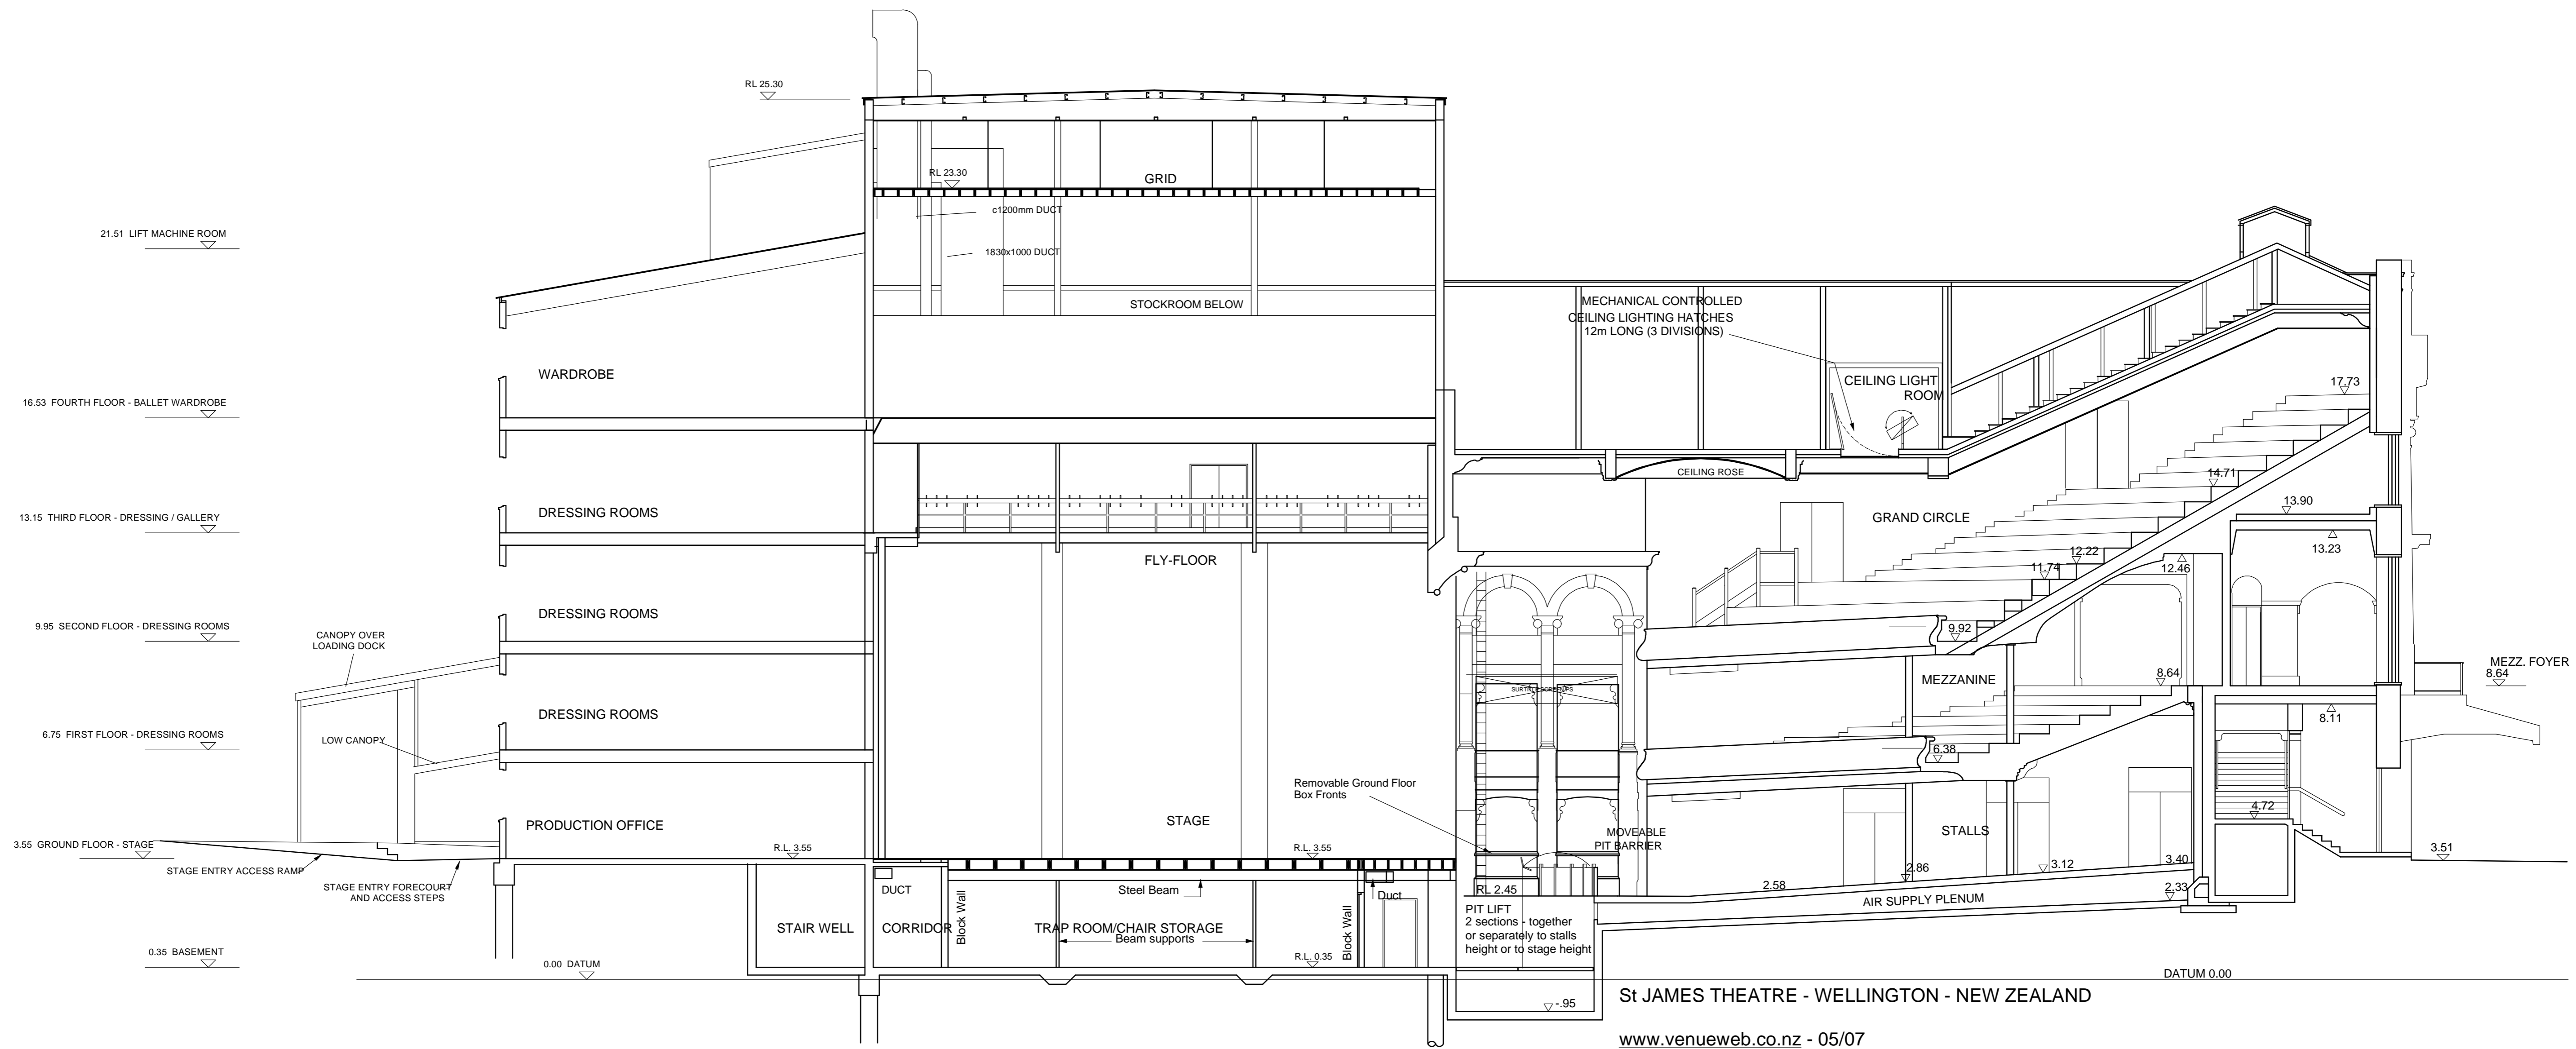 RL 25.30
GRID
RL 23.30
c1200mm DUCT
1830x1000 DUCT
21.51 LIFT MACHINE ROOM
STOCKROOM BELOW
MECHANICAL CONTROLLED
CEILING LIGHTING HATCHES
12m LONG (3 DIVISIONS)
WARDROBE
CEILING LIGHT
ROOM
17.73
16.53 FOURTH FLOOR - BALLET WARDROBE
CEILING ROSE
14.71
13.90
13.15 THIRD FLOOR - DRESSING / GALLERY
DRESSING ROOMS
GRAND CIRCLE
13.23
FLY-FLOOR
12.22
11.74
12.46
9.95 SECOND FLOOR - DRESSING ROOMS
DRESSING ROOMS
9.92
CANOPY OVER
LOADING DOCK
MEZZ. FOYER
8.64
MEZZANINE
8.64
DRESSING ROOMS
8.11
6.75 FIRST FLOOR - DRESSING ROOMS
LOW CANOPY
6.38
Removable Ground Floor
Box Fronts
4.72
PRODUCTION OFFICE
STAGE
MOVEABLE
PIT BARRIER
STALLS
3.55 GROUND FLOOR - STAGE
R.L. 3.55
R.L. 3.55
3.51
STAGE ENTRY ACCESS RAMP
2.86
3.12
3.40
STAGE ENTRY FORECOURT
AND ACCESS STEPS
DUCT
Steel Beam
Duct
RL 2.45
2.58
2.33
AIR SUPPLY PLENUM
PIT LIFT
2 sections - together
or separately to stalls
height or to stage height
STAIR WELL
CORRIDOR
Block Wall
TRAP ROOM/CHAIR STORAGE
Beam supports
Block Wall
0.35 BASEMENT
0.00 DATUM
R.L. 0.35
DATUM 0.00
-.95
St JAMES THEATRE - WELLINGTON - NEW ZEALAND
www.venueweb.co.nz - 05/07